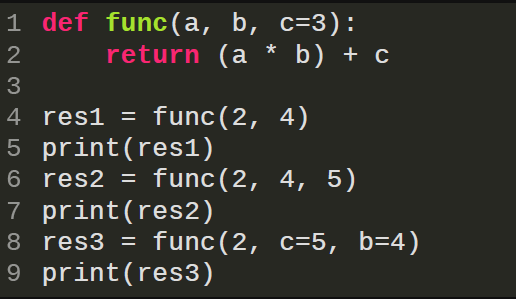 1 def func(a, b, c=3):
2     return (a * b) + c
3
4 res1 = func(2, 4)
5 print(res1)
6 res2 = func(2, 4, 5)
7 print(res2)
8 res3 = func(2, c=5, b=4)
9 print(res3)